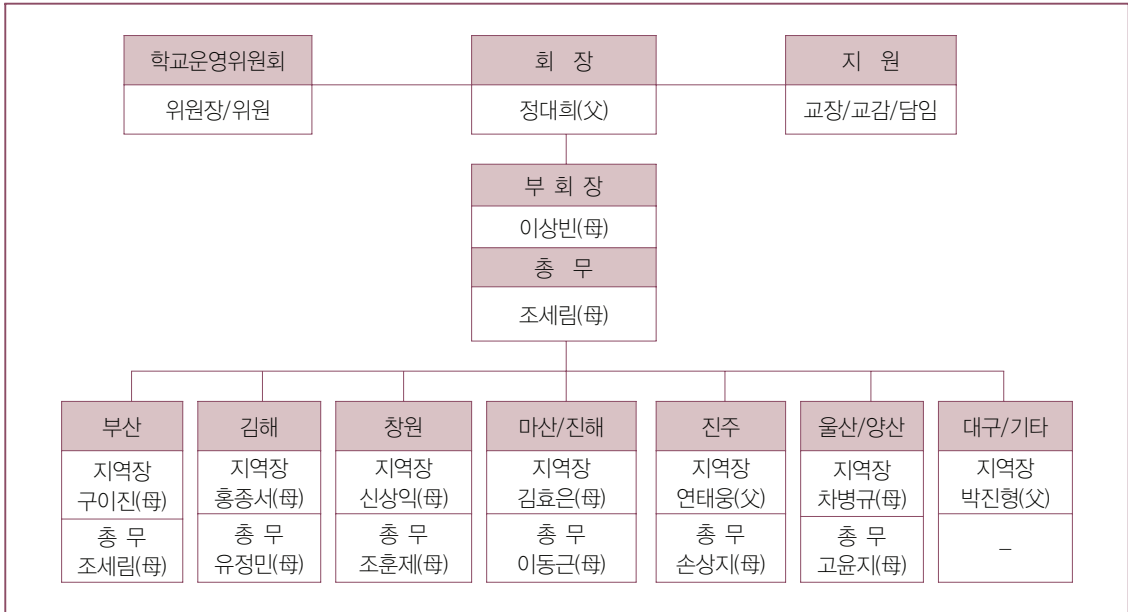 학교운영위원회
위원장/위원
회 장
정대희(父)
지 원
교장/교감/담임
부 회 장
이상빈(母)
총 무
조세림(母)
부산
지역장
구이진(母)
총 무
조세림(母)
김해
지역장
홍종서(母)
총 무
유정민(母)
창원
지역장
신상익(母)
총 무
조훈제(母)
마산/진해
지역장
김효은(母)
총 무
이동근(母)
진주
지역장
연태웅(父)
총 무
손상지(母)
울산/양산
지역장
차병규(母)
총 무
고윤지(母)
대구/기타
지역장
박진형(父)
–